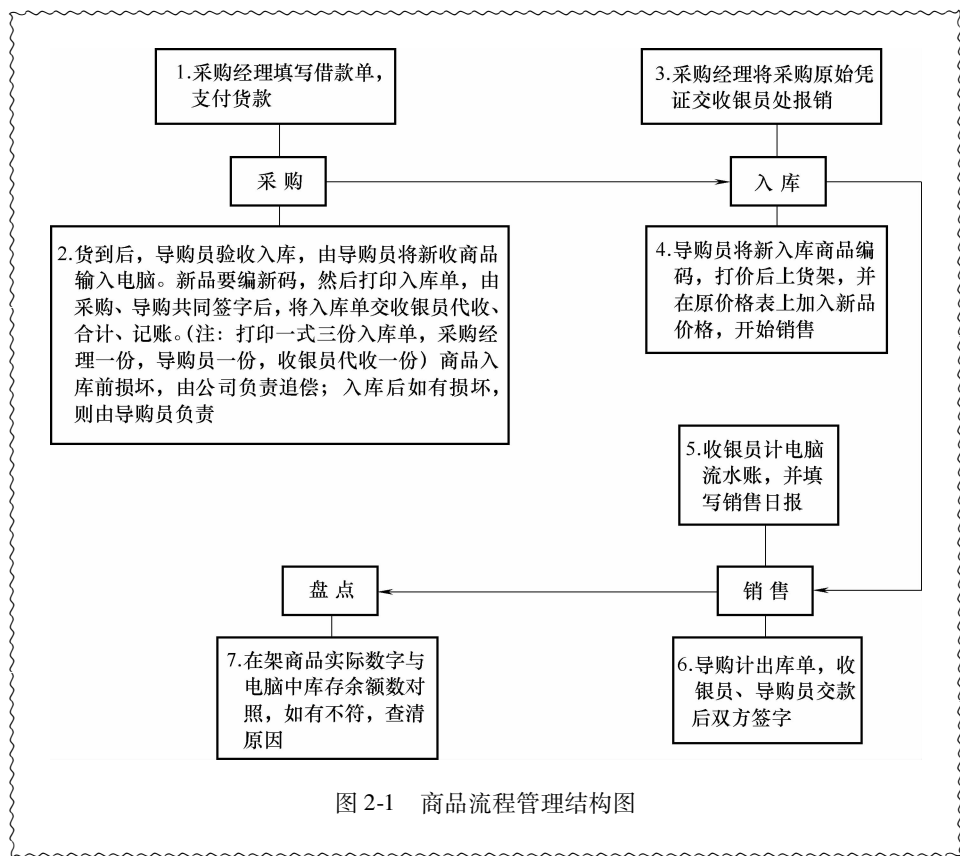 1.采购经理填写借款单，
支付货款
3.采购经理将采购原始凭
证交收银员处报销
采 购
入 库
2.货到后，导购员验收入库，由导购员将新收商品
输入电脑。新品要编新码，然后打印入库单，由
采购、导购共同签字后，将入库单交收银员代收、
合计、记账。(注：打印一式三份入库单，采购经
理一份，导购员一份，收银员代收一份) 商品入
库前损坏，由公司负责追偿；入库后如有损坏，
则由导购员负责
4.导购员将新入库商品编
码，打价后上货架，并
在原价格表上加入新品
价格，开始销售
5.收银员计电脑
流水账，并填
写销售日报
盘 点
销 售
7.在架商品实际数字与
电脑中库存余额数对
照，如有不符，查清
原因
6.导购计出库单，收
银员、导购员交款
后双方签字
图 2-1 商品流程管理结构图